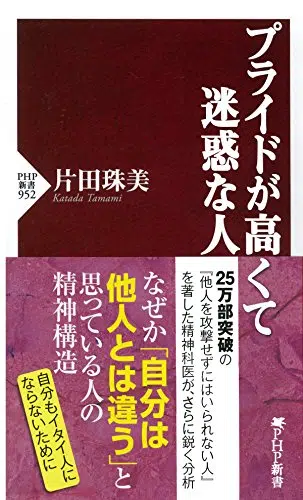 プライドが高くて
迷惑な人
片田珠美
Katada Tamami
PHP
新書
952
25万部突破の
『他人を攻撃せずにはいられない人』
を著した精神科医が、さらに鋭く分析
なぜか「自分は
他人とは違う」と
思っている人の
精神構造
自分もイタイ人に
ならないために
PHP新書